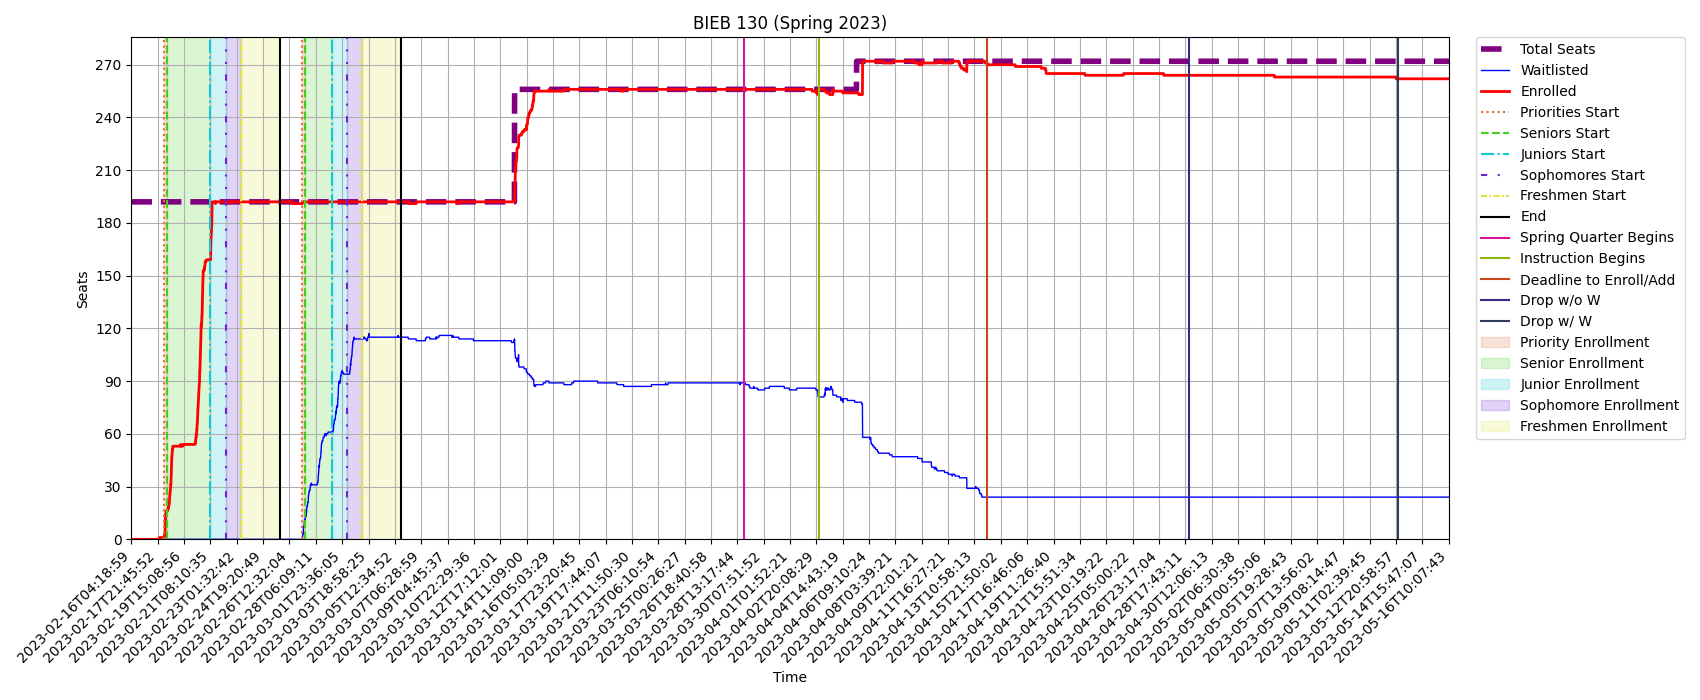 BIEB 130 (Spring 2023)
Seats
270
240
210
180
150
120
90
60
30
0
2023-02-16T04:18:59
2023-02-17T21:45:52
2023-02-19T15:08:56
2023-02-21T08:10:35
2023-02-23T01:32:42
2023-02-24T19:20:49
2023-02-26T12:32:04
2023-02-28T06:09:11
2023-03-01T23:36:05
2023-03-03T18:58:25
2023-03-05T12:34:52
2023-03-07T06:28:59
2023-03-09T04:45:37
2023-03-10T22:29:36
2023-03-12T17:12:01
2023-03-14T11:09:00
2023-03-16T05:03:29
2023-03-17T23:20:45
2023-03-19T17:44:07
2023-03-21T11:50:30
2023-03-23T06:10:54
2023-03-25T00:26:27
2023-03-26T18:40:58
2023-03-28T13:17:44
2023-03-30T07:51:52
2023-04-01T01:52:21
2023-04-02T20:08:29
2023-04-04T14:43:19
2023-04-06T09:10:24
2023-04-08T03:39:21
2023-04-09T22:01:23
2023-04-11T16:27:23
2023-04-13T10:58:13
2023-04-15T21:50:02
2023-04-17T16:46:06
2023-04-19T11:26:40
2023-04-21T15:51:34
2023-04-23T10:19:22
2023-04-25T05:00:22
2023-04-26T23:17:04
2023-04-28T17:43:11
2023-04-30T12:06:13
2023-05-02T06:30:38
2023-05-04T00:55:06
2023-05-05T19:28:43
2023-05-07T13:56:02
2023-05-09T08:14:47
2023-05-11T02:39:45
2023-05-12T20:58:57
2023-05-14T15:47:07
2023-05-16T10:07:43
Time
Total Seats
Waitlisted
Enrolled
Priorities Start
Seniors Start
Juniors Start
Sophomores Start
Freshmen Start
End
Spring Quarter Begins
Instruction Begins
Deadline to Enroll/Add
Drop w/o W
Drop w/ W
Priority Enrollment
Senior Enrollment
Junior Enrollment
Sophomore Enrollment
Freshmen Enrollment